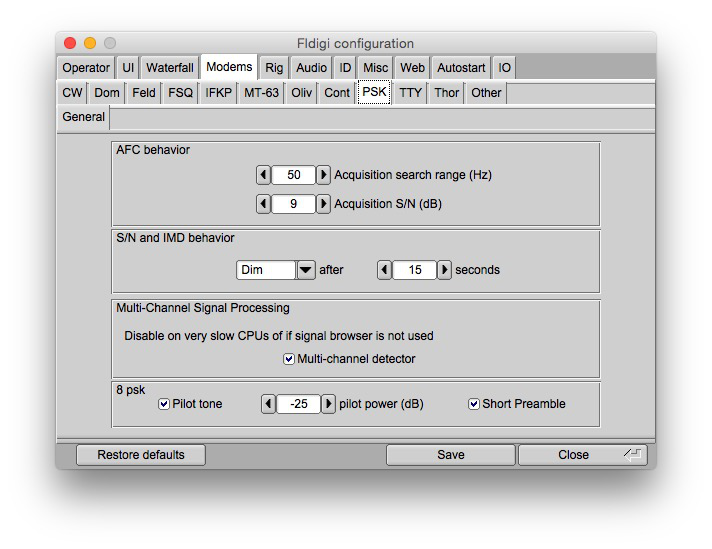 Fldigi configuration
Operator UI Waterfall Modems Rig Audio ID Misc Web Autostart IO
CW Dom Feld FSQ IFKP MT-63 Oliv Cont PSK TTY Thor Other
General
AFC behavior
50 Acquisition search range (Hz)
9 Acquisition S/N (dB)
S/N and IMD behavior
Dim after 15 seconds
Multi-Channel Signal Processing
Disable on very slow CPUs of if signal browser is not used
Multi-channel detector
8 psk
Pilot tone -25 pilot power (dB) Short Preamble
Restore defaults Save Close